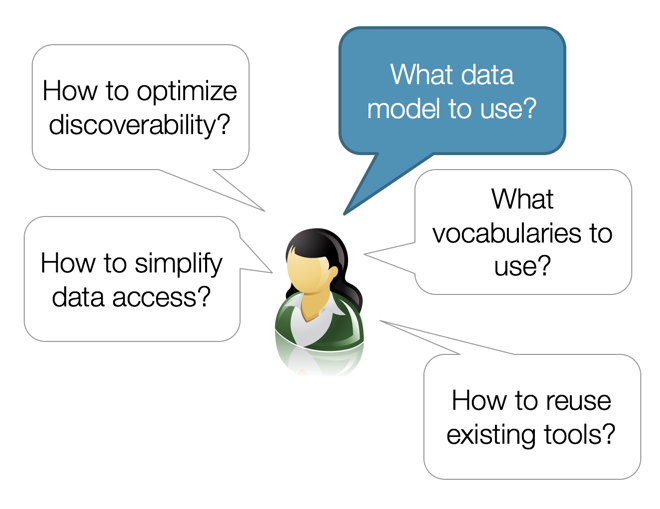 How to optimize
discoverability?
What data
model to use?
What
vocabularies to
use?
How to simplify
data access?
How to reuse
existing tools?